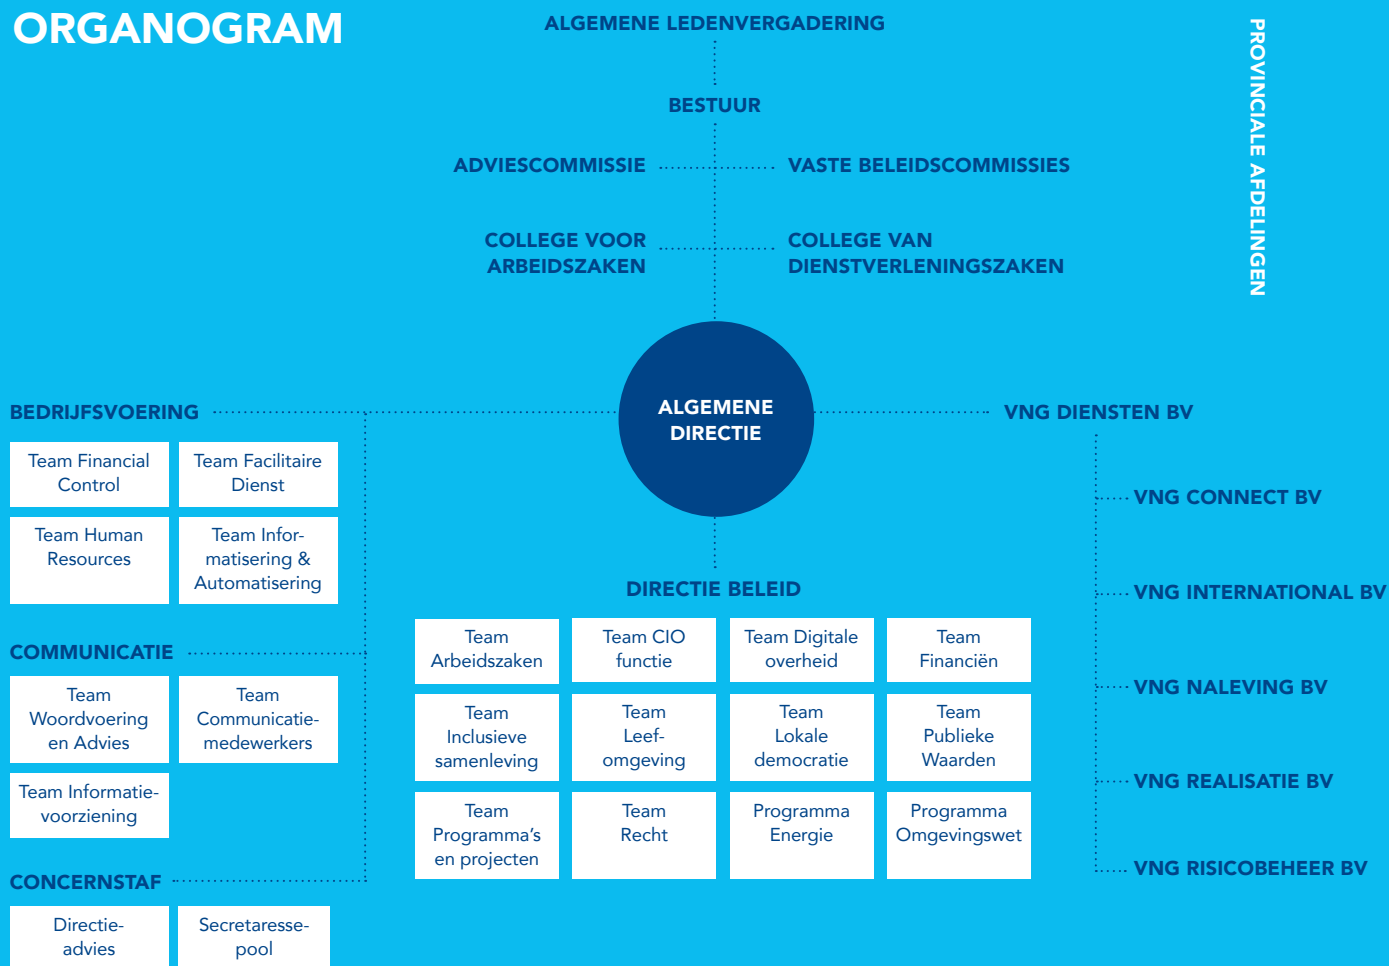 ORGANOGRAM
ALGEMENE LEDENVERGADERING
PROVINCIALE AFDELINGEN
BESTUUR
ADVIESCOMMISSIE
VASTE BELEIDSCOMMISSIES
COLLEGE VOOR
ARBEIDSZAKEN
COLLEGE VAN
DIENSTVERLENINGSZAKEN
ALGEMENE
DIRECTIE
BEDRIJFSVOERING
Team Financial
Control
Team Facilitaire
Dienst
Team Human
Resources
Team Infor-
matisering &
Automatisering
COMMUNICATIE
Team
Woordvoering
en Advies
Team
Communicatie-
medewerkers
Team Informatie-
voorziening
CONCERNSTAF
Directie-
advies
Secretaresse-
pool
DIRECTIE BELEID
Team
Arbeidszaken
Team CIO
functie
Team Digitale
overheid
Team
Financiën
Team
Inclusieve
samenleving
Team
Leef-
omgeving
Team
Lokale
democratie
Team
Publieke
Waarden
Team
Programma's
en projecten
Team
Recht
Programma
Energie
Programma
Omgevingswet
VNG DIENSTEN BV
VNG CONNECT BV
VNG INTERNATIONAL BV
VNG NALEVING BV
VNG REALISATIE BV
VNG RISICOBEHEER BV